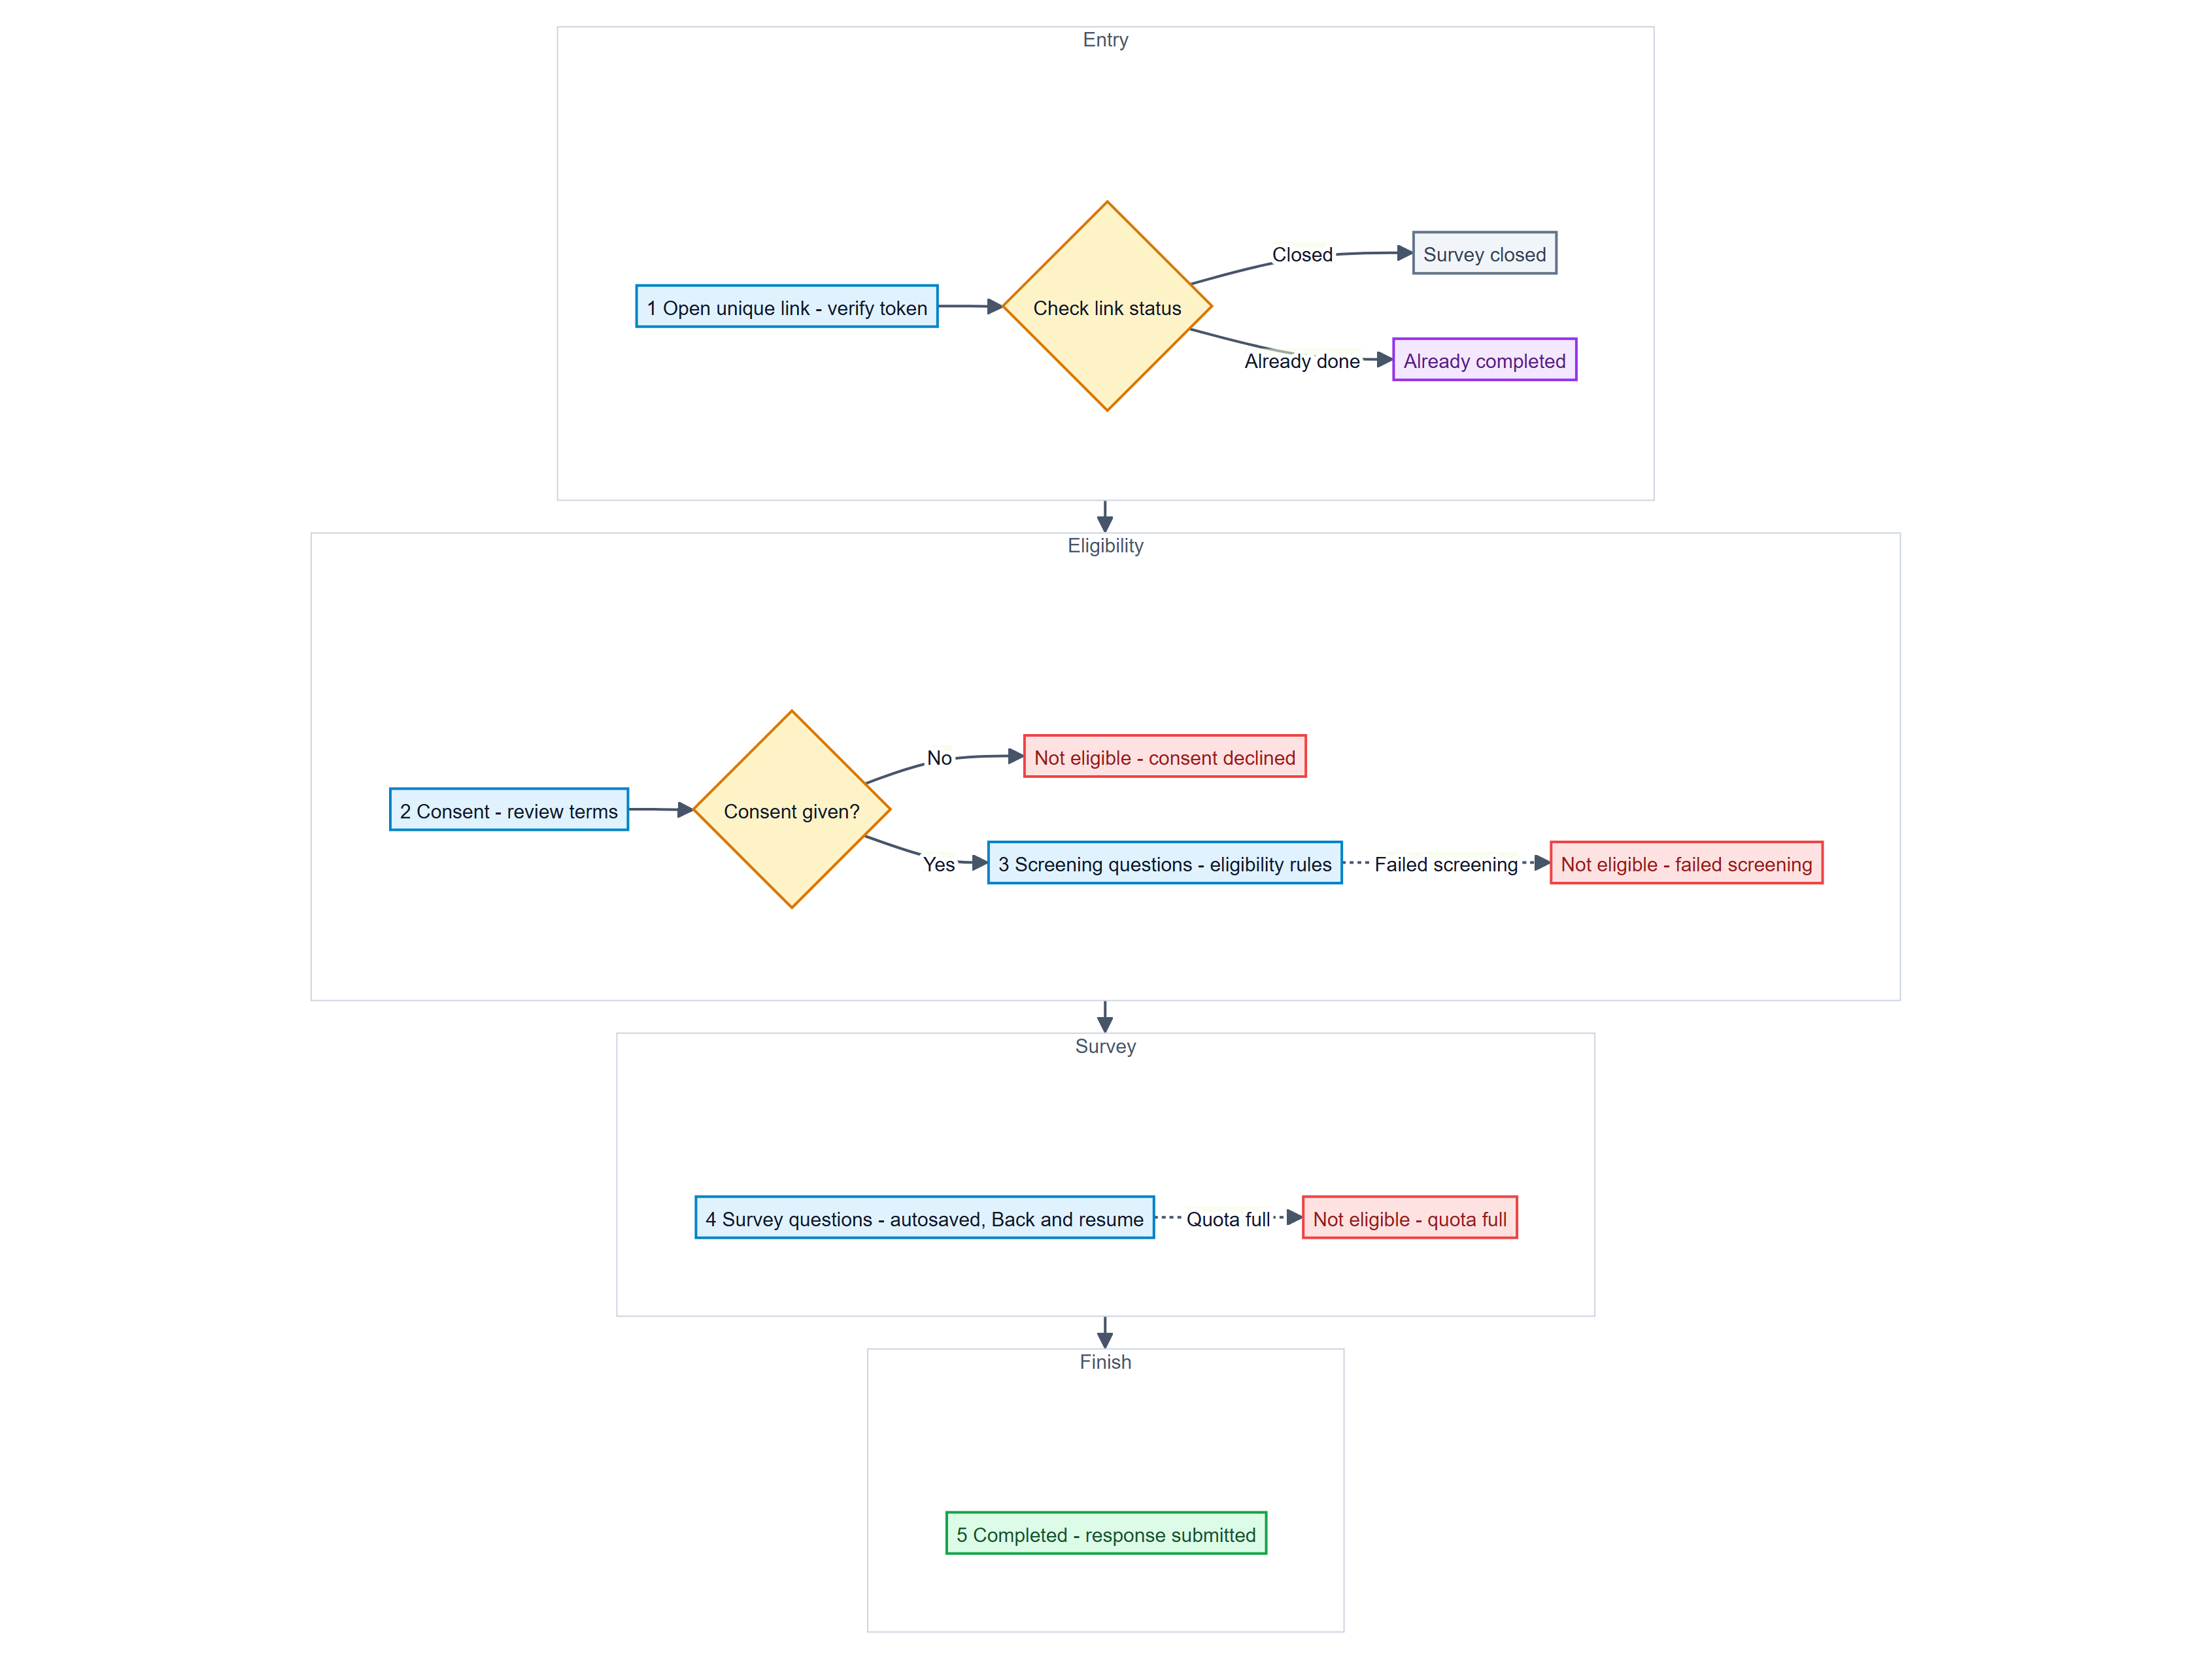 Entry
1 Open unique link - verify token
Check link status
Closed
Survey closed
Already done
Already completed
Eligibility
2 Consent - review terms
Consent given?
No
Not eligible - consent declined
Yes
3 Screening questions - eligibility rules
Failed screening
Not eligible - failed screening
Survey
4 Survey questions - autosaved, Back and resume
Quota full
Not eligible - quota full
Finish
5 Completed - response submitted